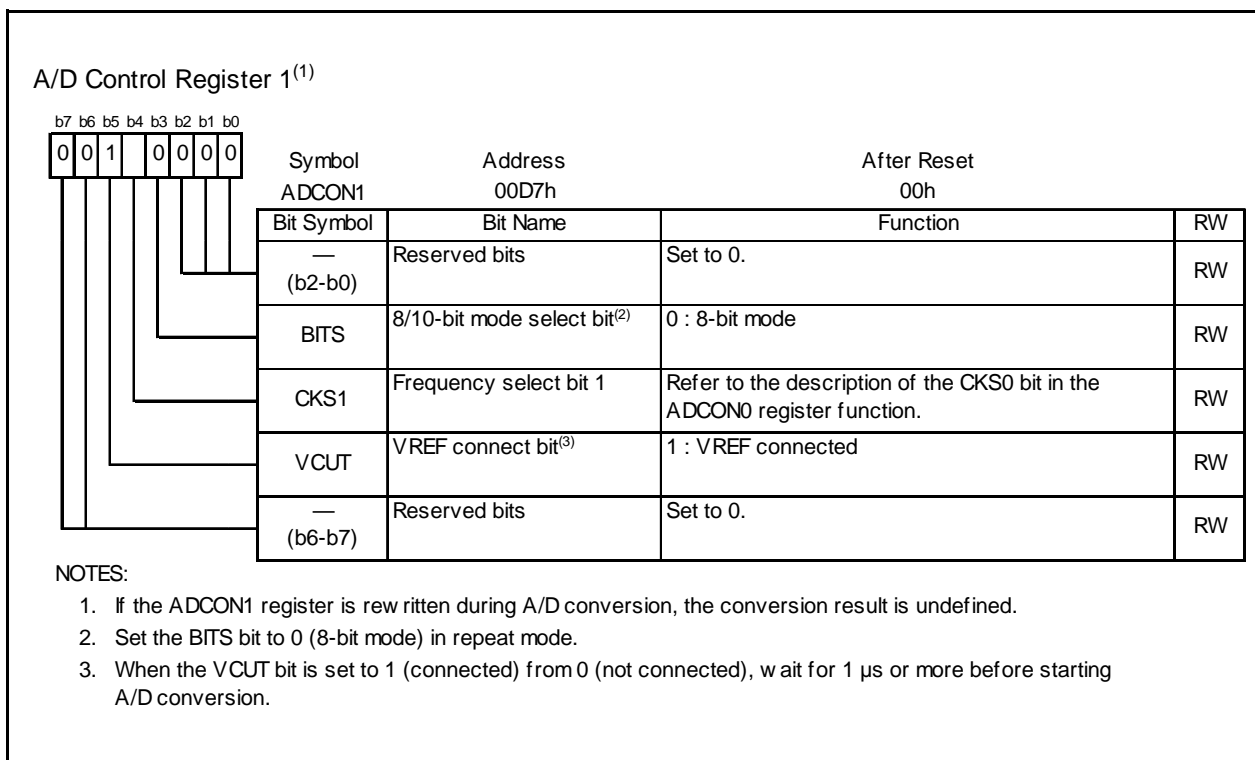 A/D Control Register 1(1)
b7 b6 b5 b4 b3 b2 b1 b0
0 0 1 0 0 0 0
Symbol Address After Reset
ADCON1 00D7h 00h
Bit Symbol Bit Name Function RW
— (b2-b0) Reserved bits Set to 0. RW
BITS 8/10-bit mode select bit(2) 0 : 8-bit mode RW
CKS1 Frequency select bit 1 Refer to the description of the CKS0 bit in the ADCON0 register function. RW
VCUT VREF connect bit(3) 1 : VREF connected RW
— (b6-b7) Reserved bits Set to 0. RW
NOTES:
1. If the ADCON1 register is rewritten during A/D conversion, the conversion result is undefined.
2. Set the BITS bit to 0 (8-bit mode) in repeat mode.
3. When the VCUT bit is set to 1 (connected) from 0 (not connected), wait for 1 µs or more before starting
A/D conversion.